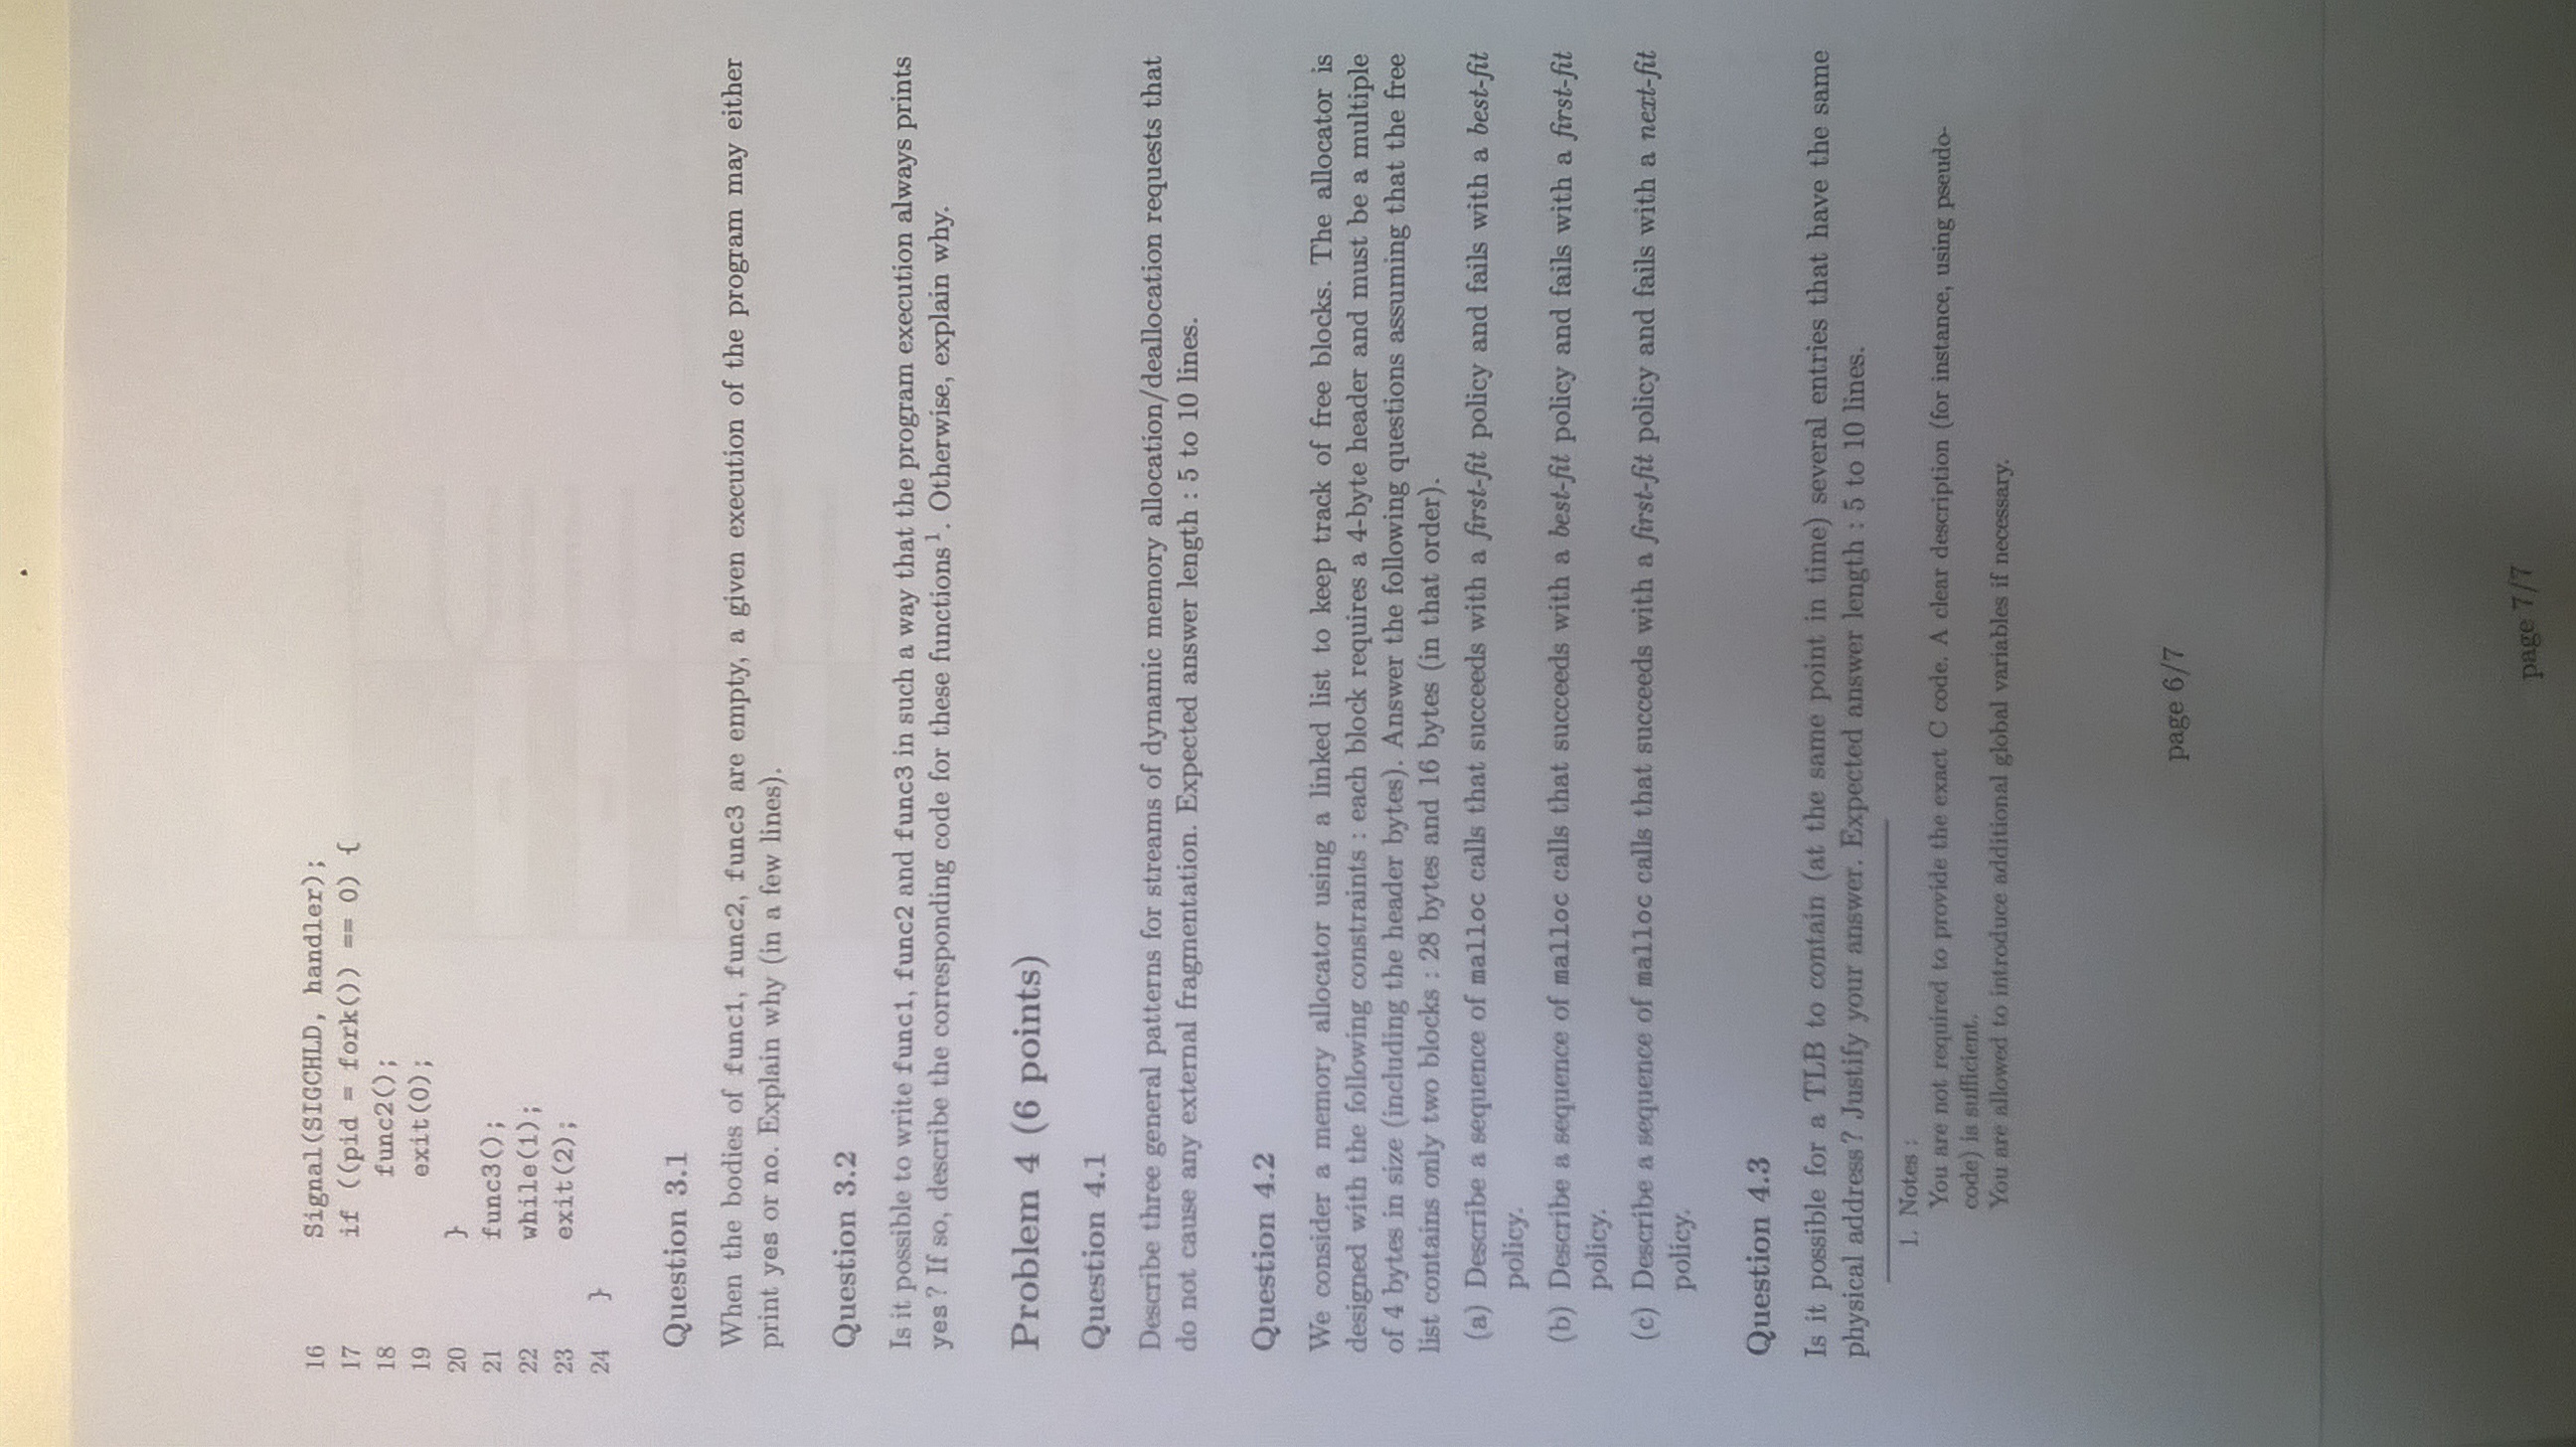 16 Signal(SIGCHLD, handler);
17 if ((pid = fork()) == 0) {
18 func2();
19 exit(0);
20 }
21 func3();
22 while(1);
23 exit(2);
24 }
Question 3.1
When the bodies of func1, func2, func3 are empty, a given execution of the program may either
print yes or no. Explain why (in a few lines).
Question 3.2
Is it possible to write func1, func2 and func3 in such a way that the program execution always prints
yes ? If so, describe the corresponding code for these functions¹. Otherwise, explain why.
Problem 4 (6 points)
Question 4.1
Describe three general patterns for streams of dynamic memory allocation/deallocation requests that
do not cause any external fragmentation. Expected answer length : 5 to 10 lines.
Question 4.2
We consider a memory allocator using a linked list to keep track of free blocks. The allocator is
designed with the following constraints : each block requires a 4-byte header and must be a multiple
of 4 bytes in size (including the header bytes). Answer the following questions assuming that the free
list contains only two blocks : 28 bytes and 16 bytes (in that order).
(a) Describe a sequence of malloc calls that succeeds with a first-fit policy and fails with a best-fit
policy.
(b) Describe a sequence of malloc calls that succeeds with a best-fit policy and fails with a first-fit
policy.
(c) Describe a sequence of malloc calls that succeeds with a first-fit policy and fails with a next-fit
policy.
Question 4.3
Is it possible for a TLB to contain (at the same point in time) several entries that have the same
physical address ? Justify your answer. Expected answer length : 5 to 10 lines.
1. Notes :
You are not required to provide the exact C code. A clear description (for instance, using pseudo-
code) is sufficient.
You are allowed to introduce additional global variables if necessary.
page 6/7
page 7/7